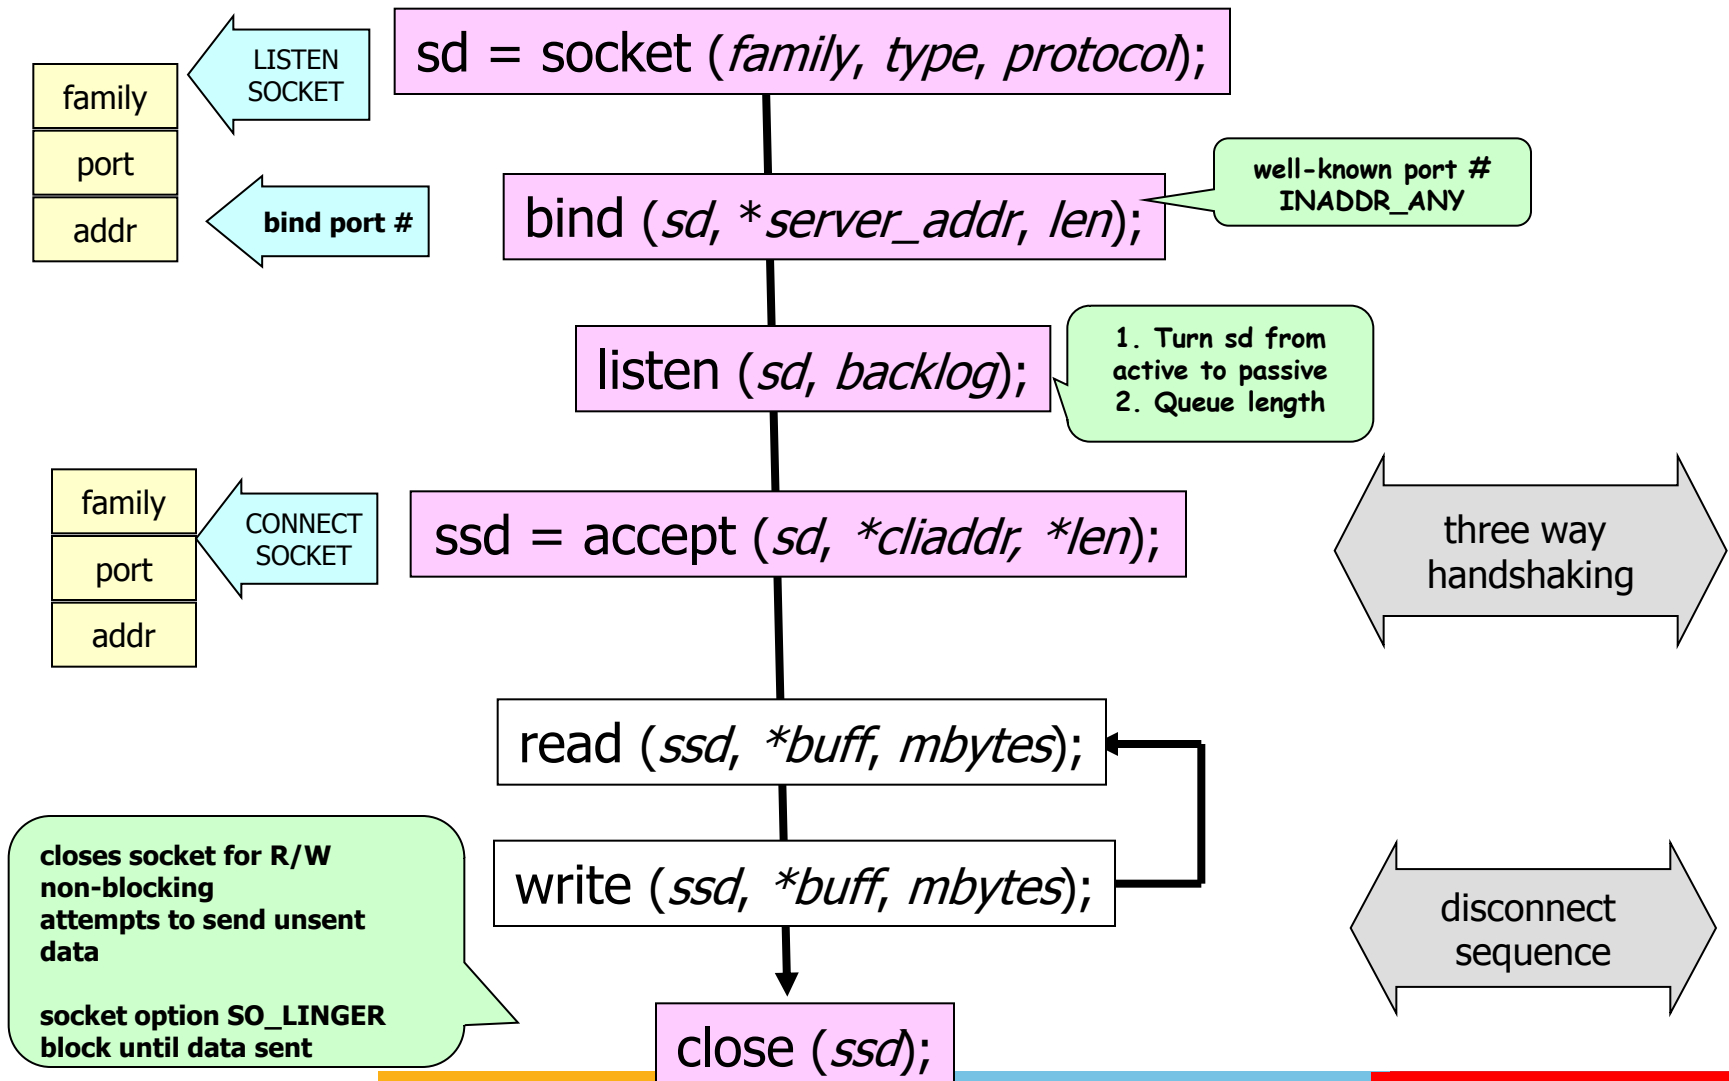 sd = socket (family, type, protocol);
LISTEN
SOCKET
family
port
addr
bind port #
bind (sd, *server_addr, len);
well-known port #
INADDR_ANY
listen (sd, backlog);
1. Turn sd from
active to passive
2. Queue length
family
port
addr
CONNECT
SOCKET
ssd = accept (sd, *cliaddr, *len);
three way
handshaking
read (ssd, *buff, mbytes);
write (ssd, *buff, mbytes);
closes socket for R/W
non-blocking
attempts to send unsent
data
socket option SO_LINGER
block until data sent
disconnect
sequence
close (ssd);